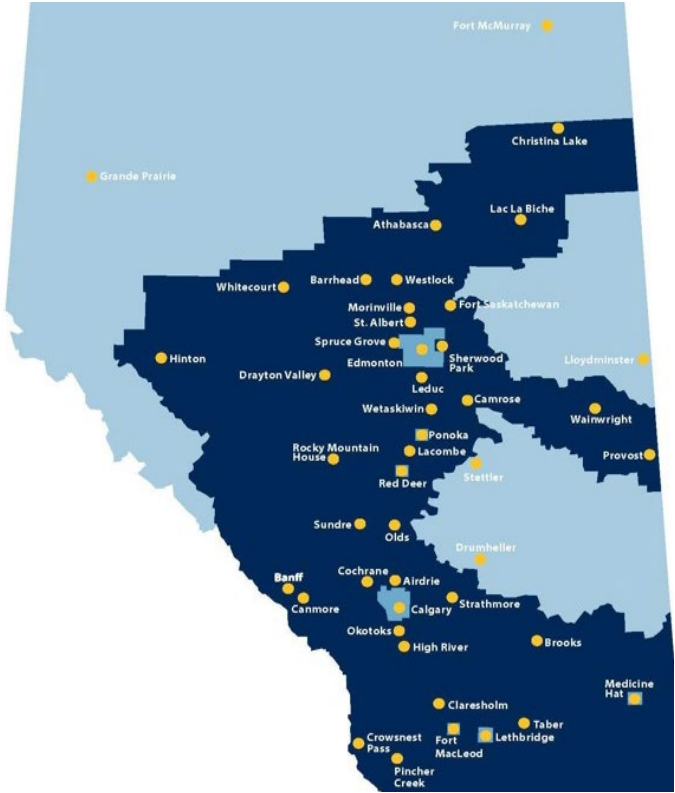 Fort McMurray
Christina Lake
Grande Prairie
Lac La Biche
Athabasca
Barrhead
Westlock
Whitecourt
Morinville
Fort Saskatchewan
St. Albert
Spruce Grove
Hinton
Edmonton
Sherwood
Park
Lloydminster
Drayton Valley
Leduc
Camrose
Wetaskiwin
Wainwright
Ponoka
Rocky Mountain
House
Lacombe
Provost
Red Deer
Stettler
Sundre
Olds
Drumheller
Cochrane
Airdrie
Banff
Canmore
Calgary
Strathmore
Okotoks
High River
Brooks
Medicine
Hat
Claresholm
Taber
Fort
MacLeod
Lethbridge
Crowsnest
Pass
Pincher
Creek